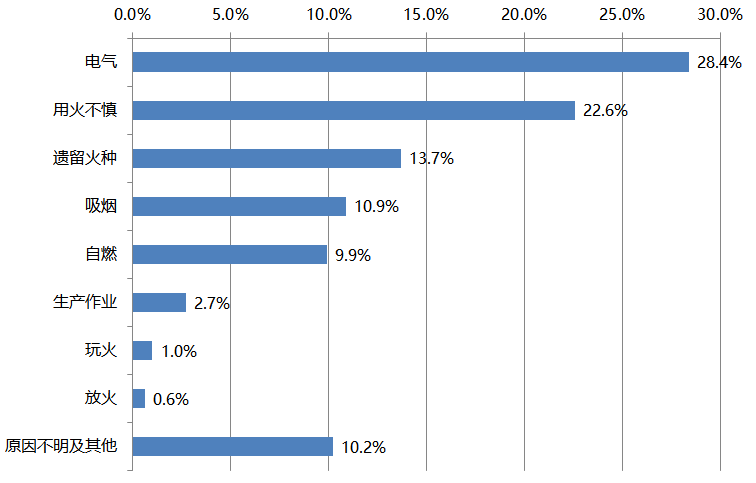 0.0% 5.0% 10.0% 15.0% 20.0% 25.0% 30.0%
电气 28.4%
用火不慎 22.6%
遗留火种 13.7%
吸烟 10.9%
自燃 9.9%
生产作业 2.7%
玩火 1.0%
放火 0.6%
原因不明及其他 10.2%